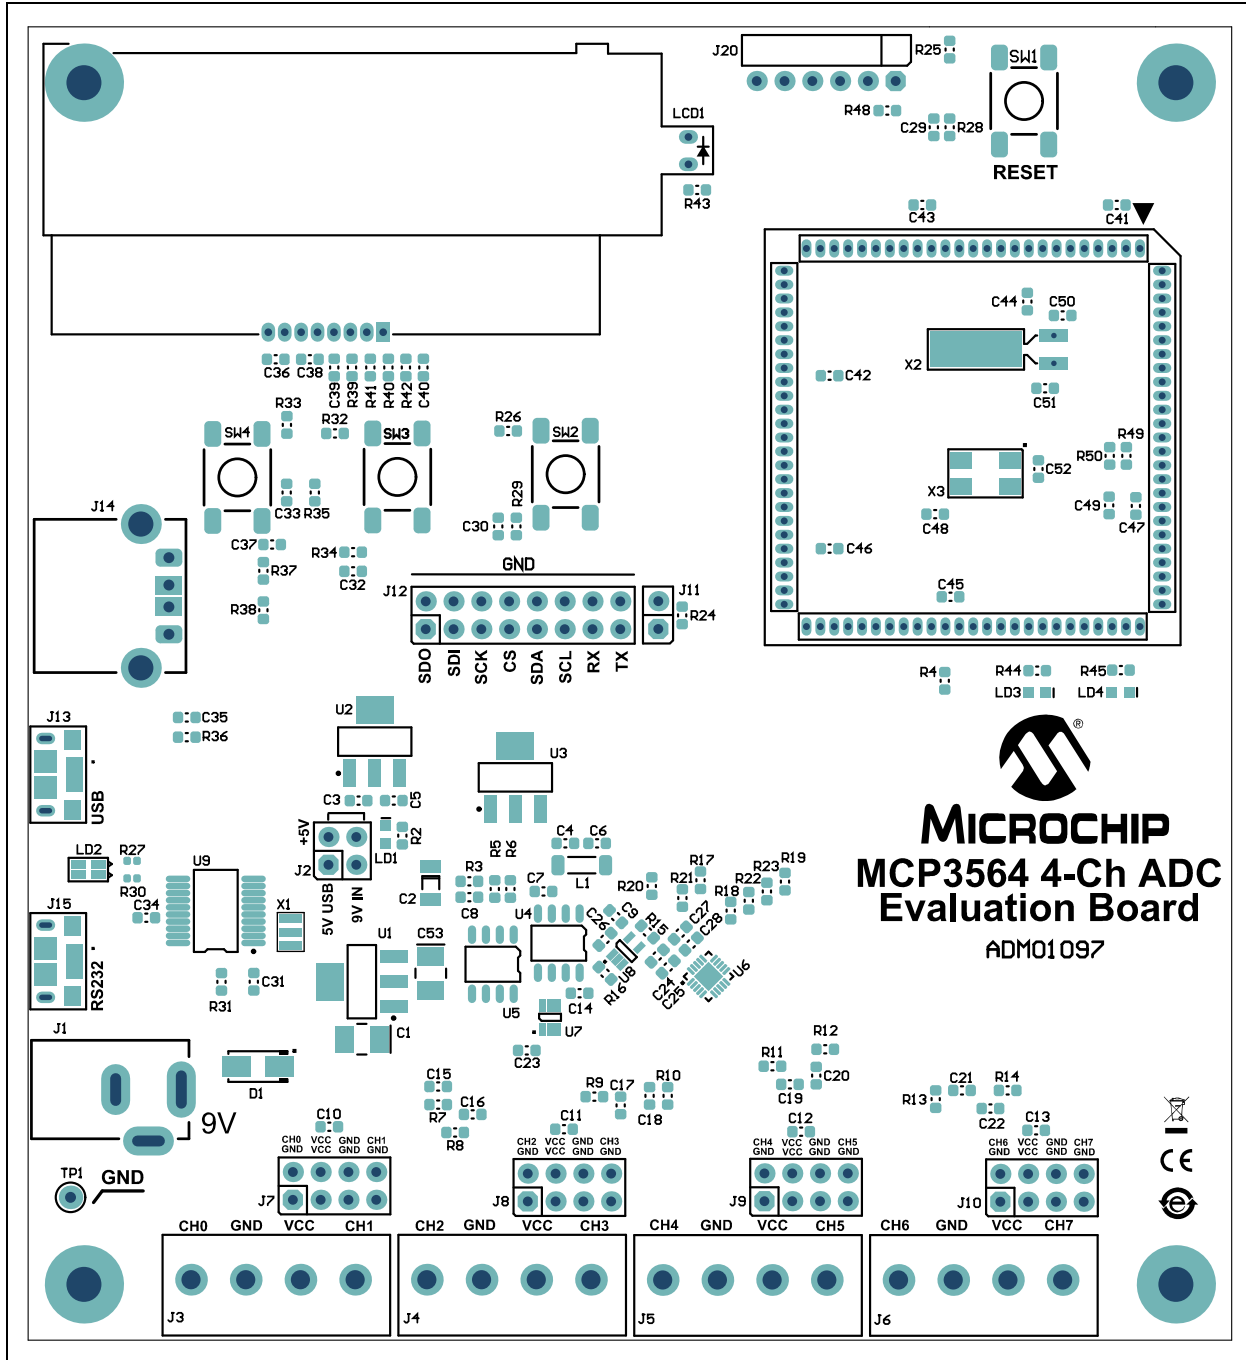 J20
R25
SW1
LCD1
R48
C29
R28
RESET
R43
C43
C41
C44
C50
X2
C36
C38
C39
R39
R41
R40
R42
C40
C42
C51
R33
R32
R26
SW4
SW3
SW2
R49
R50
C52
X3
J14
C33
R35
R29
C30
C48
C49
C47
C37
R34
GND
C46
R37
C32
J12
J11
C45
R38
R24
SDO
SDI
SCK
CS
SDA
SCL
RX
TX
R4
R44
R45
LD3
LD4
J13
C35
R36
U2
U3
®
USB
C3
C5
+5V
R2
R5
R6
C4
C6
MICROCHIP
LD2
R27
U9
J2
LD1
R3
C7
L1
R20
R21
R17
R18
R22
R23
R19
MCP3564 4-Ch ADC
R30
5V USB
9V IN
C2
C8
U4
Evaluation Board
J15
C34
X1
U1
C53
C26
C9
R15
C27
C28
ADM01097
RS232
R31
C31
U5
C14
R16
U8
C24
C25
U6
J1
C1
U7
C23
R12
R11
D1
C15
R9
C17
R10
C19
C20
R13
C21
R14
9V
C10
R7
C16
R8
C11
C18
C12
C22
C13
CH0 VCC GND CH1
GND VCC GND GND
CH2 VCC GND CH3
GND VCC GND GND
CH4 VCC GND CH5
GND VCC GND GND
CH6 VCC GND CH7
GND VCC GND GND
TP1
GND
CE
J7
J8
J9
J10
e
CH0 GND VCC CH1
CH2 GND VCC CH3
CH4 GND VCC CH5
CH6 GND VCC CH7
J3
J4
J5
J6